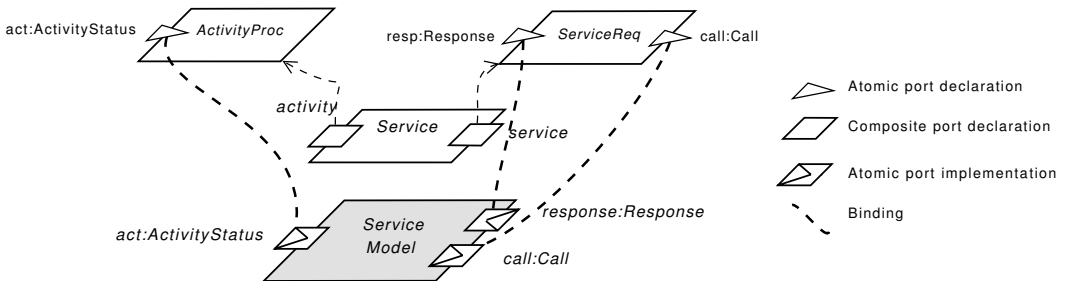 act:ActivityStatus
ActivityProc
resp:Response
ServiceReq
call:Call
Atomic port declaration
activity
Service
service
Composite port declaration
Atomic port implementation
Service
Model
response:Response
Binding
act:ActivityStatus
call:Call